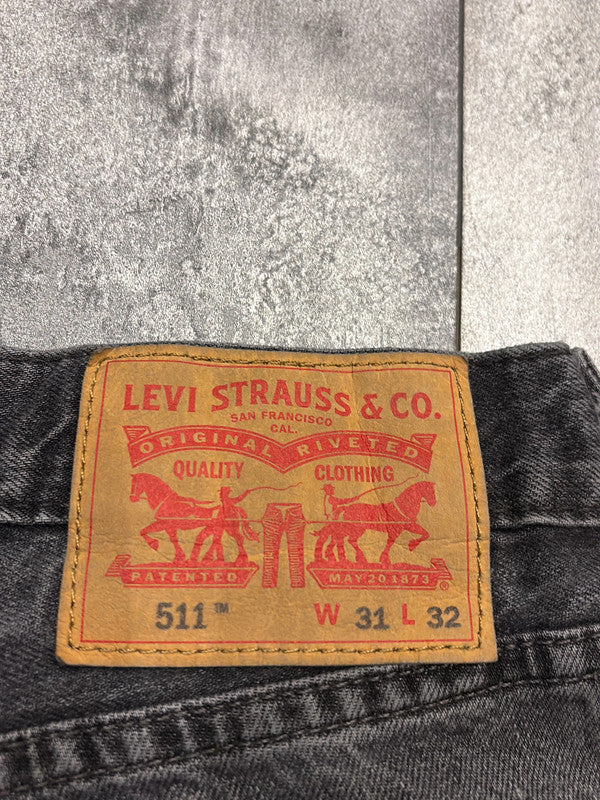 LEVI STRAUSS & CO.
SAN FRANCISCO
CAL.
ORIGINAL RIVETED
QUALITY CLOTHING
PATENTED MAY 20 1873 ®
511™ W 31 L 32